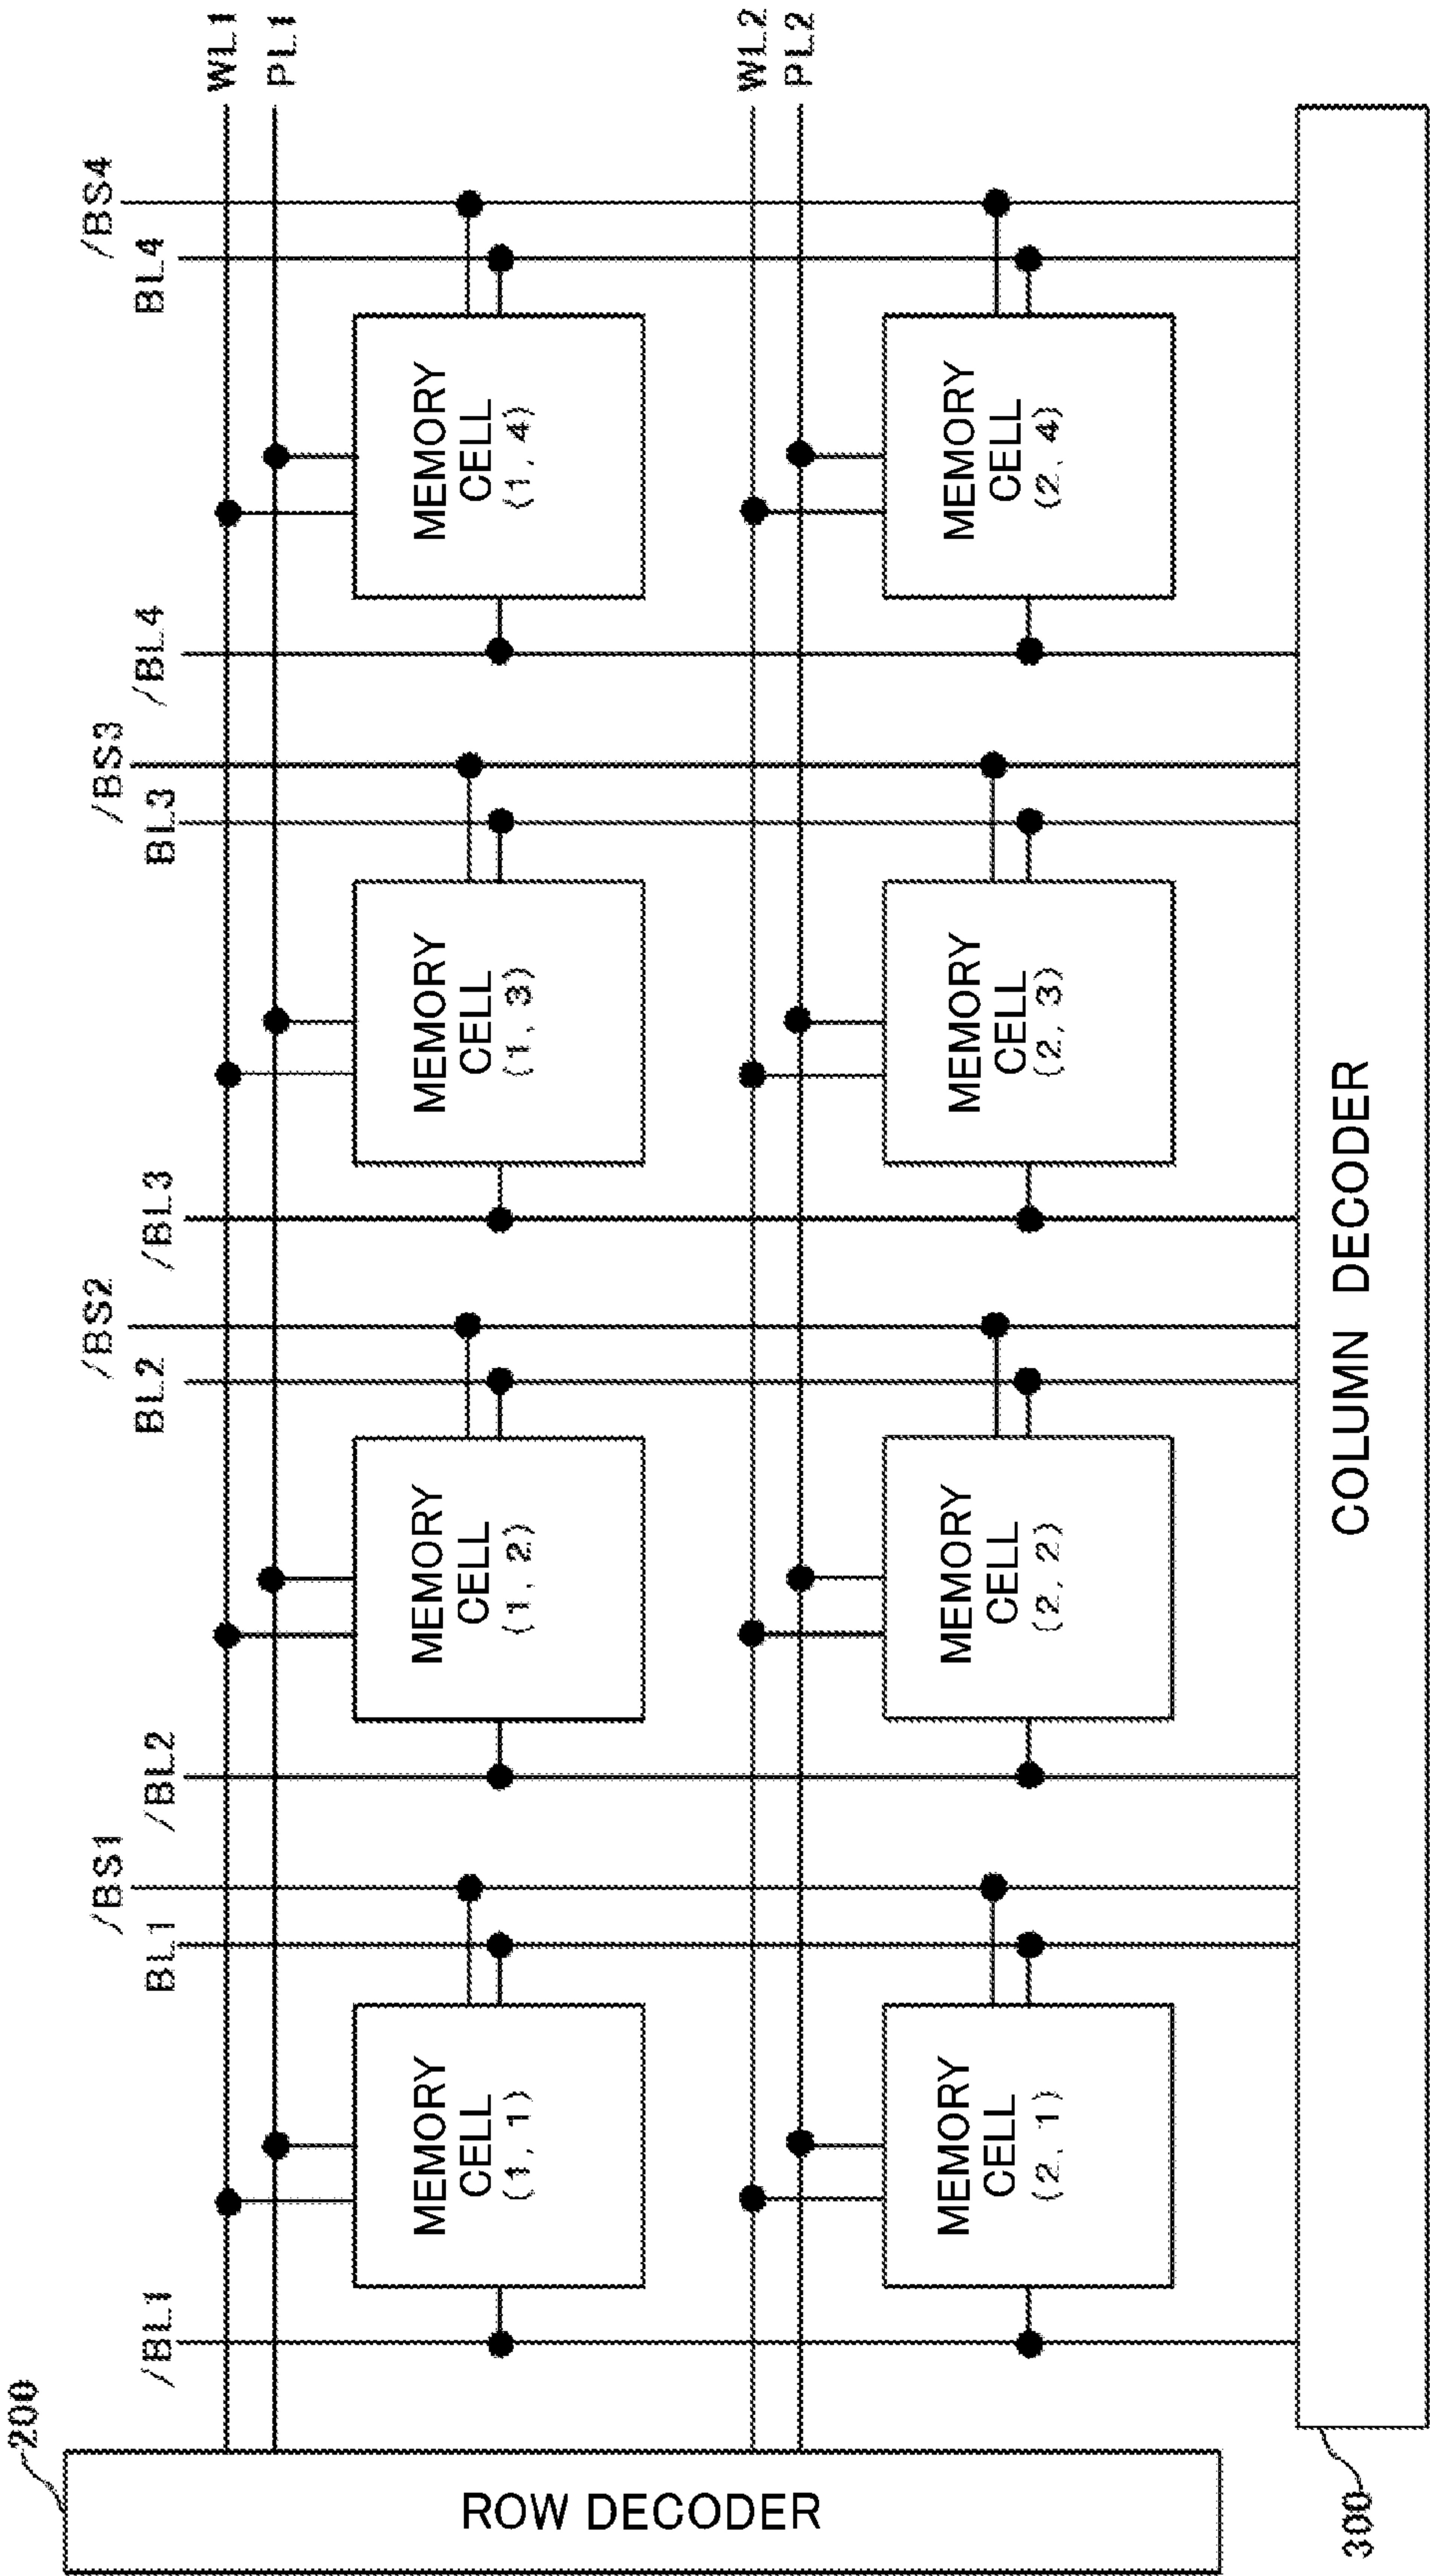 200
ROW DECODER
/BL1
BL1
/BS1
/BL2
BL2
/BS2
/BL3
BL3
/BS3
/BL4
BL4
/BS4
WL1
PL1
MEMORY
CELL
(1, 1)
MEMORY
CELL
(1, 2)
MEMORY
CELL
(1, 3)
MEMORY
CELL
(1, 4)
WL2
PL2
MEMORY
CELL
(2, 1)
MEMORY
CELL
(2, 2)
MEMORY
CELL
(2, 3)
MEMORY
CELL
(2, 4)
COLUMN DECODER
300